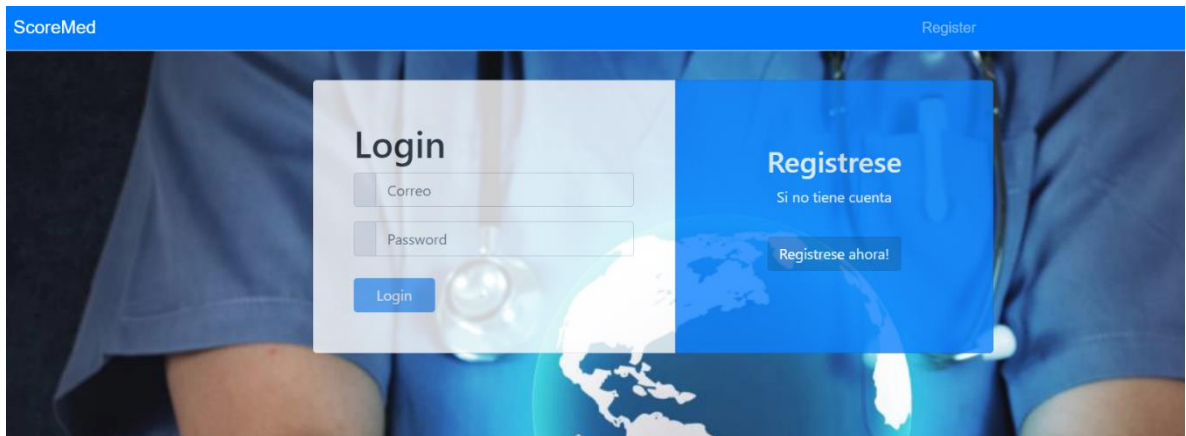 ScoreMed
Register
Login
Correo
Password
Login
Registrese
Si no tiene cuenta
Registrese ahora!